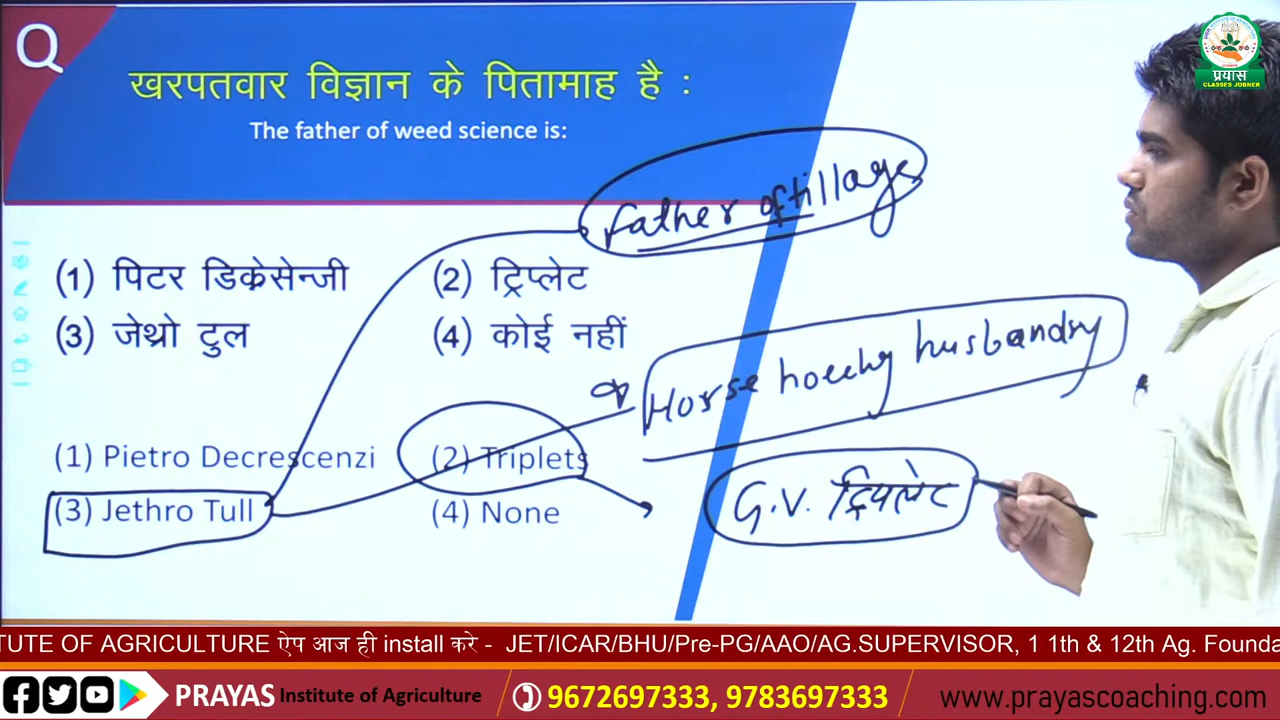 Q
खरपतवार विज्ञान के पितामाह है :
The father of weed science is:
Father of tillage
(1) पिटर डिक्रेसेन्जी
(2) ट्रिप्लेट
(3) जेथ्रो टुल
(4) कोई नहीं
Horse hoeing husbandry
(1) Pietro Decrescenzi
(2) Triplets
(3) Jethro Tull
(4) None
G.V. ट्रिपलेट
प्रयास
CLASSES JOBNER
TUTE OF AGRICULTURE ऐप आज ही install करे - JET/ICAR/BHU/Pre-PG/AAO/AG.SUPERVISOR, 1 1th & 12th Ag. Founda
PRAYAS Institute of Agriculture
9672697333, 9783697333
www.prayascoaching.com